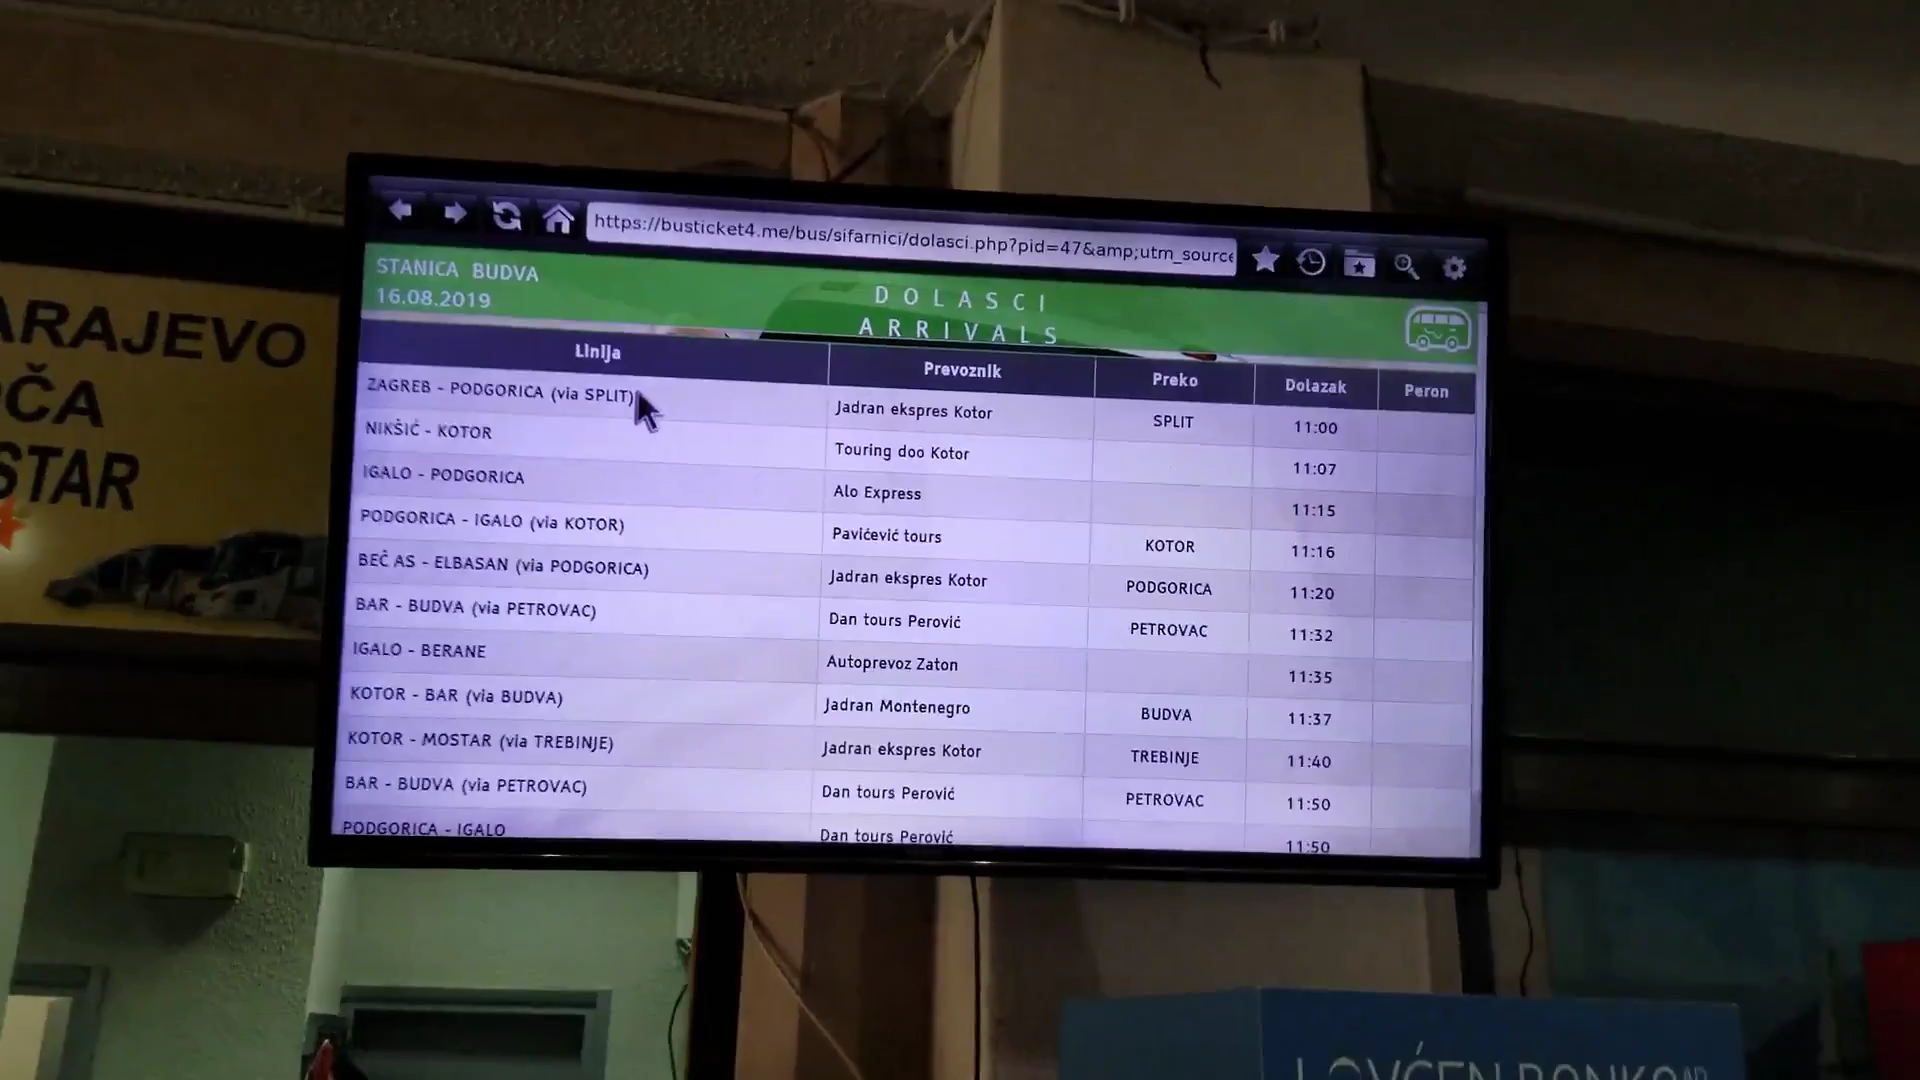 ARAJEVO
ČA
STAR
https://busticket4.me/bus/sifarnici/dolasci.php?pid=47&amp;utm_source
STANICA BUDVA
16.08.2019
DOLASCI
ARRIVALS
Linija Prevoznik Preko Dolazak Peron
ZAGREB - PODGORICA (via SPLIT) Jadran ekspres Kotor SPLIT 11:00
NIKŠIĆ - KOTOR Touring doo Kotor 11:07
IGALO - PODGORICA Alo Express 11:15
PODGORICA - IGALO (via KOTOR) Pavićević tours KOTOR 11:16
BEČ AS - ELBASAN (via PODGORICA) Jadran ekspres Kotor PODGORICA 11:20
BAR - BUDVA (via PETROVAC) Dan tours Perović PETROVAC 11:32
IGALO - BERANE Autoprevoz Zaton 11:35
KOTOR - BAR (via BUDVA) Jadran Montenegro BUDVA 11:37
KOTOR - MOSTAR (via TREBINJE) Jadran ekspres Kotor TREBINJE 11:40
BAR - BUDVA (via PETROVAC) Dan tours Perović PETROVAC 11:50
PODGORICA - IGALO Dan tours Perović 11:50
LOVĆEN BANKA AD